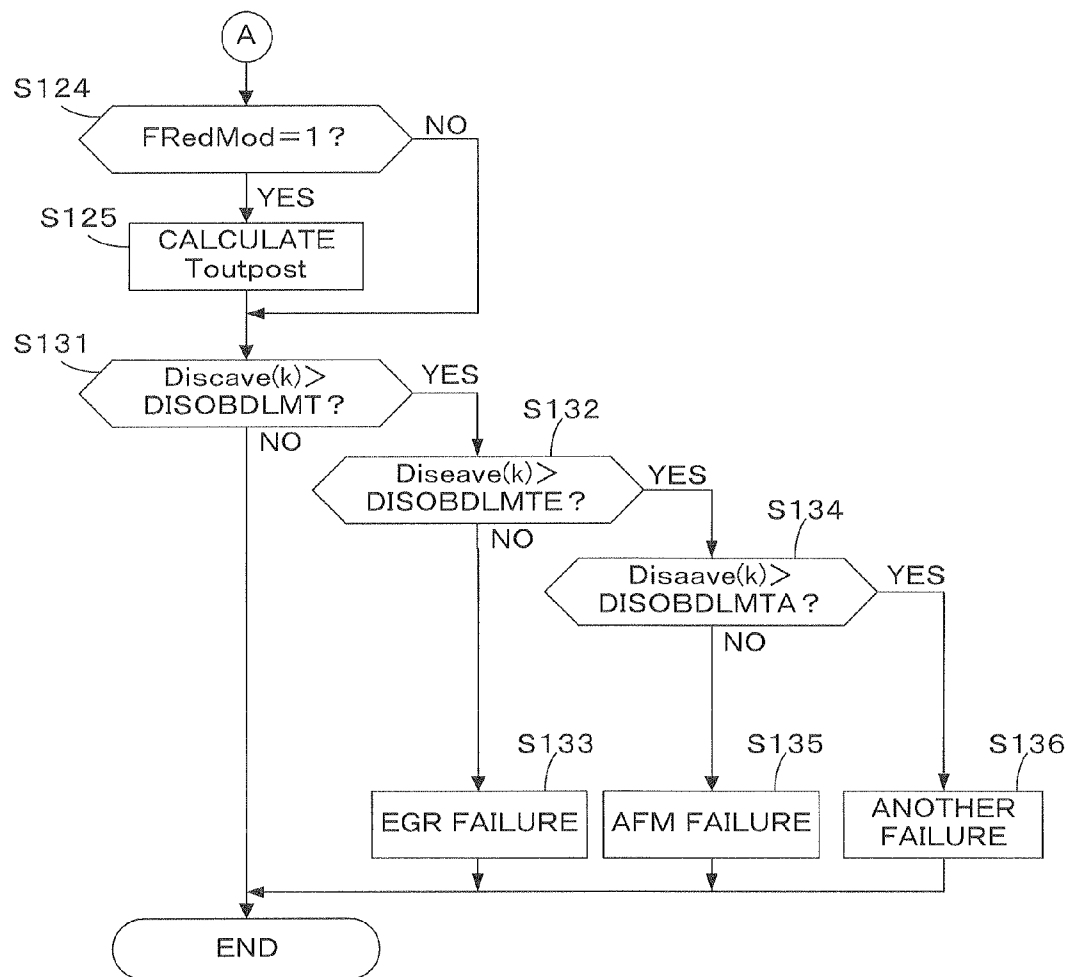 A
S124
FRedMod=1?
NO
YES
S125
CALCULATE
Toutpost
S131
Discave(k)>
DISOBDLMT?
YES
NO
S132
Diseave(k)>
DISOBDLMTE?
YES
NO
S134
Disaave(k)>
DISOBDLMTA?
YES
NO
S133
EGR FAILURE
S135
AFM FAILURE
S136
ANOTHER
FAILURE
END